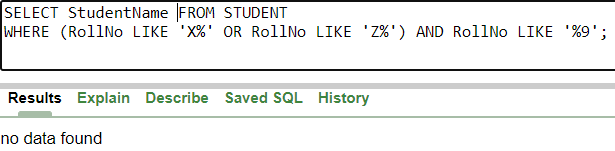 SELECT StudentName FROM STUDENT
WHERE (RollNo LIKE 'X%' OR RollNo LIKE 'Z%') AND RollNo LIKE '%9';
Results Explain Describe Saved SQL History
no data found